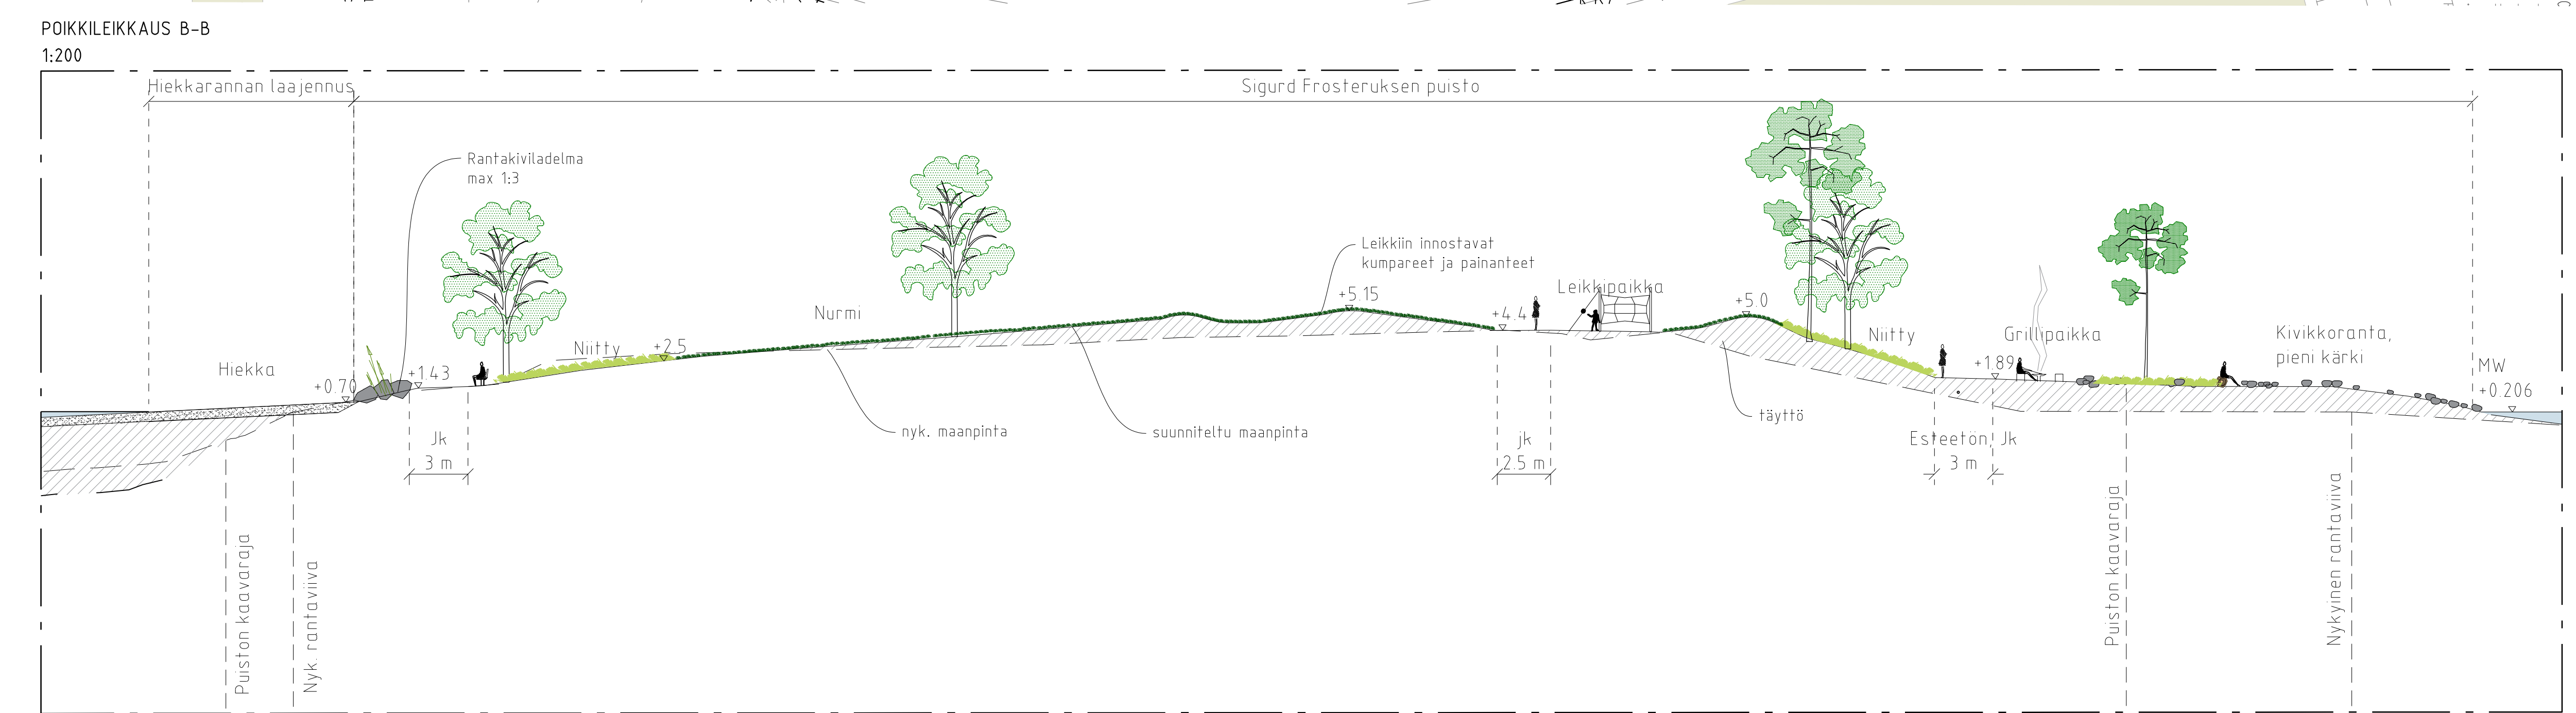 POIKKILEIKKAUS B-B
1:200
Hiekkarannan laajennus
Sigurd Frosteruksen puisto
Rantakiviladelma
max 1:3
Leikkiin innostavat
kumpareet ja painanteet
Leikkipaikka
+5.15
+5.0
+4.4
Nurmi
Niitty
+2.5
Niitty
Grillipaikka
Kivikkoranta,
pieni kärki
Hiekka
+0.70
+1.43
+1.89
MW
+0.206
täyttö
nyk. maanpinta
suunniteltu maanpinta
Jk
3 m
jk
2.5 m
Esteetön, Jk
3 m
Puiston kaavaraja
Nyk. rantaviiva
Puiston kaavaraja
Nykyinen rantaviiva